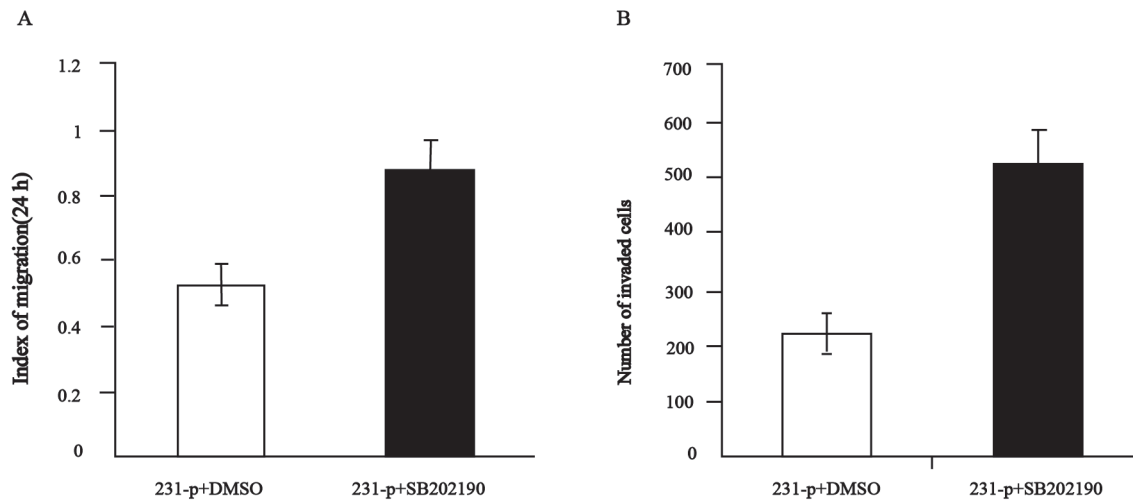 A
Index of migration(24 h)
1.2
1
0.8
0.6
0.4
0.2
0
231-p+DMSO
231-p+SB202190
B
Number of invaded cells
700
600
500
400
300
200
100
0
231-p+DMSO
231-p+SB202190